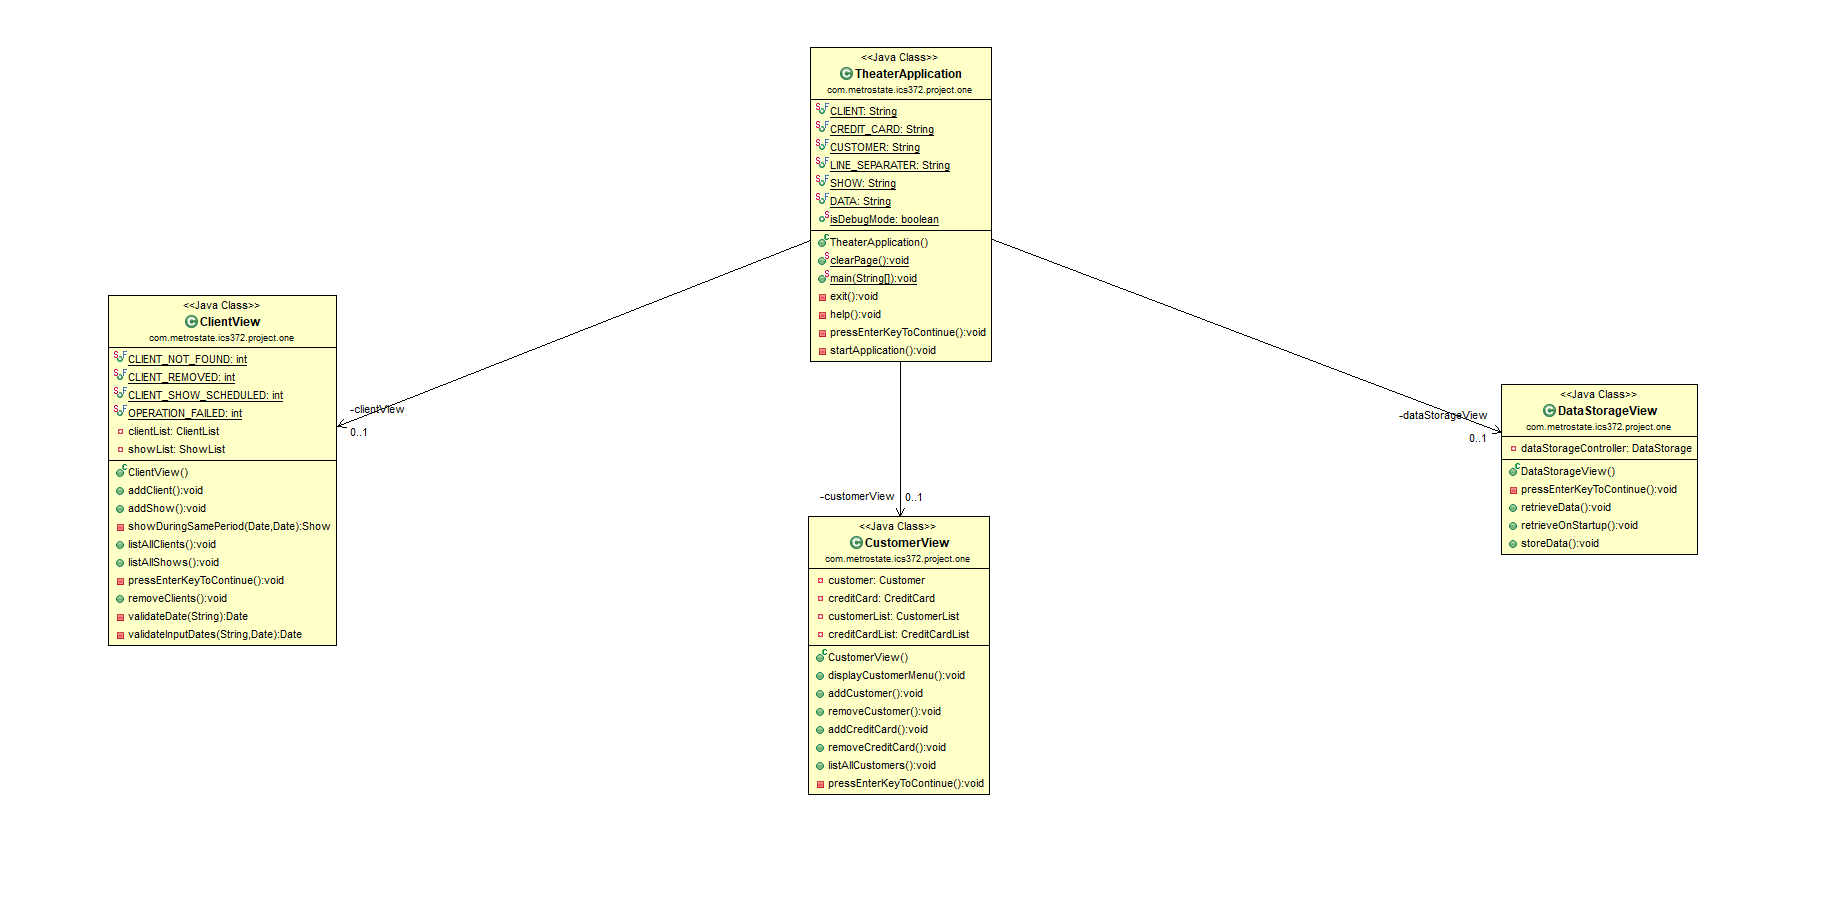 <<Java Class>>
TheaterApplication
com.metrostate.ics372.project.one
CLIENT: String
CREDIT_CARD: String
CUSTOMER: String
LINE_SEPARATER: String
SHOW: String
DATA: String
isDebugMode: boolean
TheaterApplication()
clearPage():void
main(String[]):void
exit():void
help():void
pressEnterKeyToContinue():void
startApplication():void
-clientView
0..1
-customerView
0..1
-dataStorageView
0..1
<<Java Class>>
ClientView
com.metrostate.ics372.project.one
CLIENT_NOT_FOUND: int
CLIENT_REMOVED: int
CLIENT_SHOW_SCHEDULED: int
OPERATION_FAILED: int
clientList: ClientList
showList: ShowList
ClientView()
addClient():void
addShow():void
showDuringSamePeriod(Date,Date):Show
listAllClients():void
listAllShows():void
pressEnterKeyToContinue():void
removeClients():void
validateDate(String):Date
validateInputDates(String,Date):Date
<<Java Class>>
CustomerView
com.metrostate.ics372.project.one
customer: Customer
creditCard: CreditCard
customerList: CustomerList
creditCardList: CreditCardList
CustomerView()
displayCustomerMenu():void
addCustomer():void
removeCustomer():void
addCreditCard():void
removeCreditCard():void
listAllCustomers():void
pressEnterKeyToContinue():void
<<Java Class>>
DataStorageView
com.metrostate.ics372.project.one
dataStorageController: DataStorage
DataStorageView()
pressEnterKeyToContinue():void
retrieveData():void
retrieveOnStartup():void
storeData():void